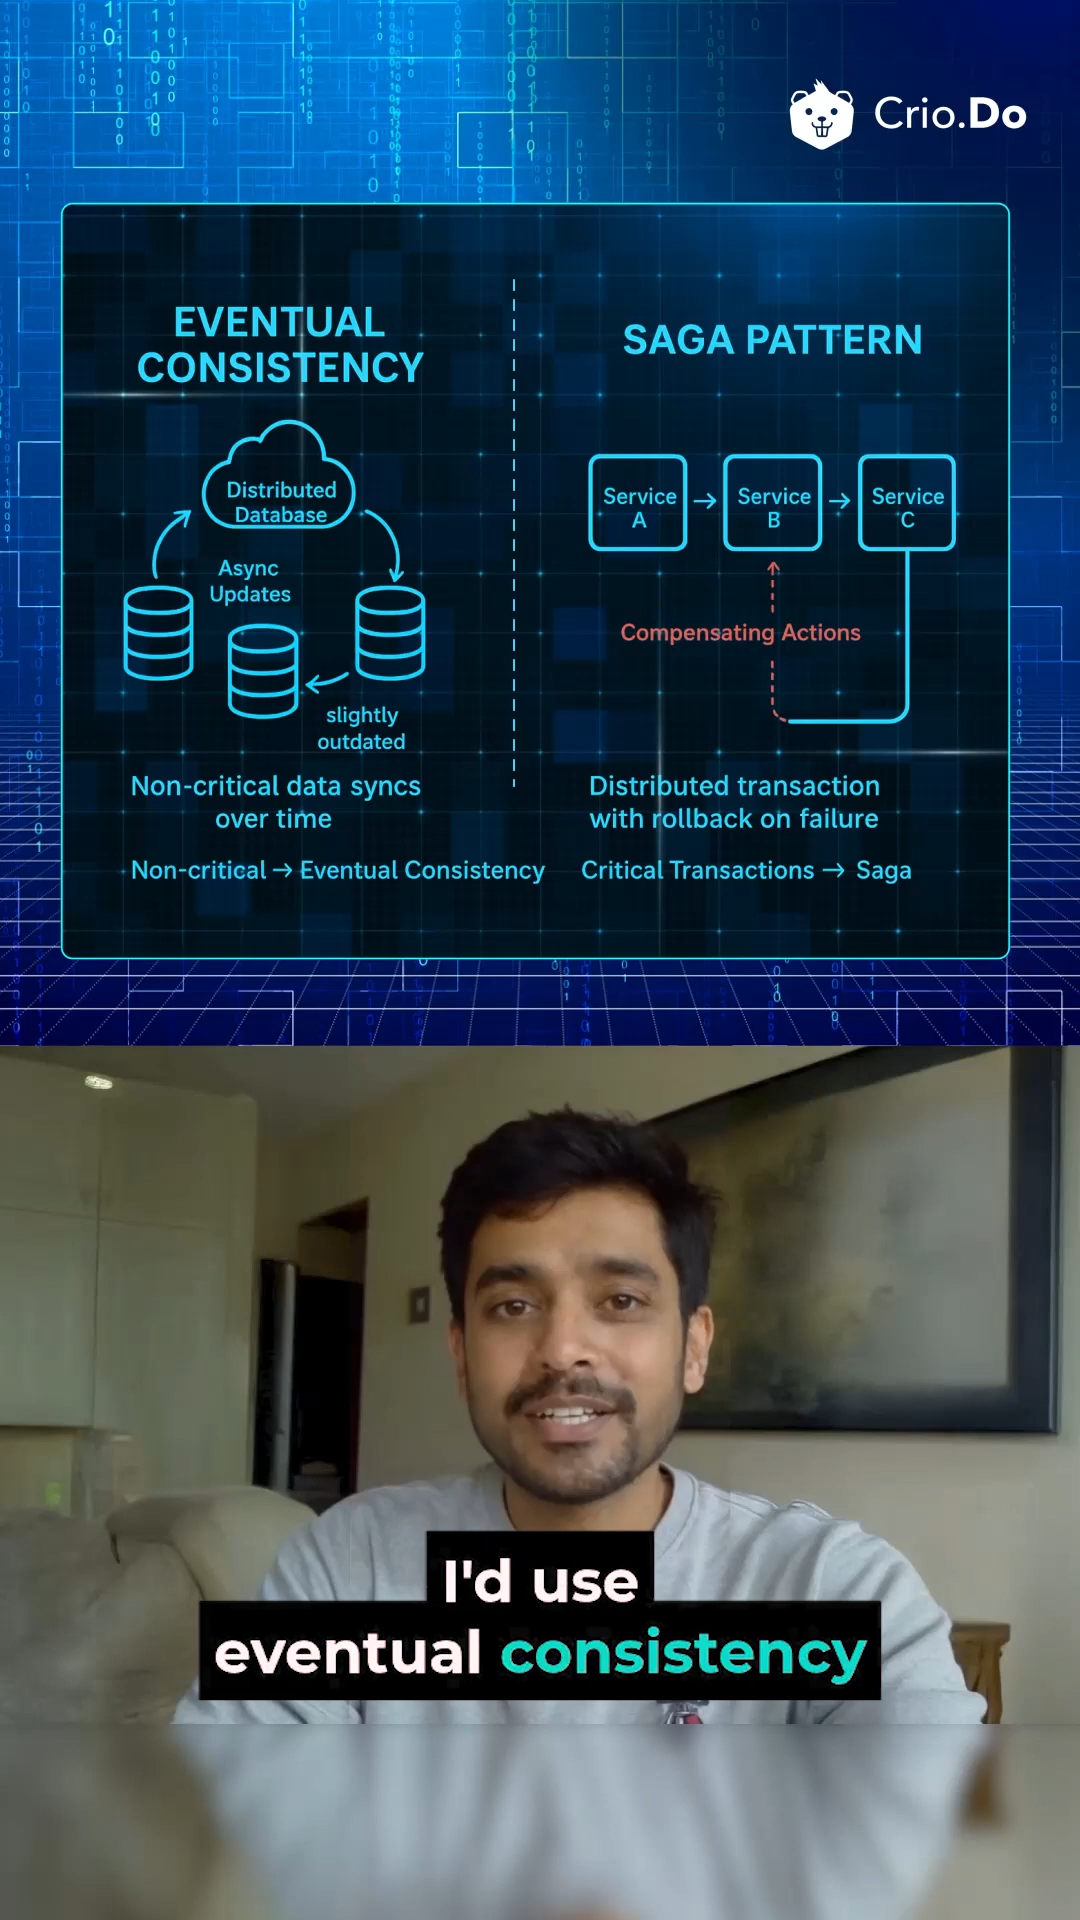 Crio.Do
EVENTUAL
CONSISTENCY
Distributed
Database
Async
Updates
slightly
outdated
Non-critical data syncs
over time
Non-critical → Eventual Consistency
SAGA PATTERN
Service
A
Service
B
Service
C
Compensating Actions
Distributed transaction
with rollback on failure
Critical Transactions → Saga
I'd use
eventual consistency